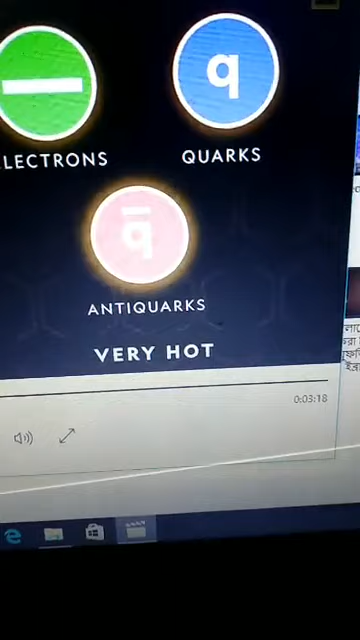 LECTRONS
q
QUARKS
q̄
ANTIQUARKS
VERY HOT
0:03:18